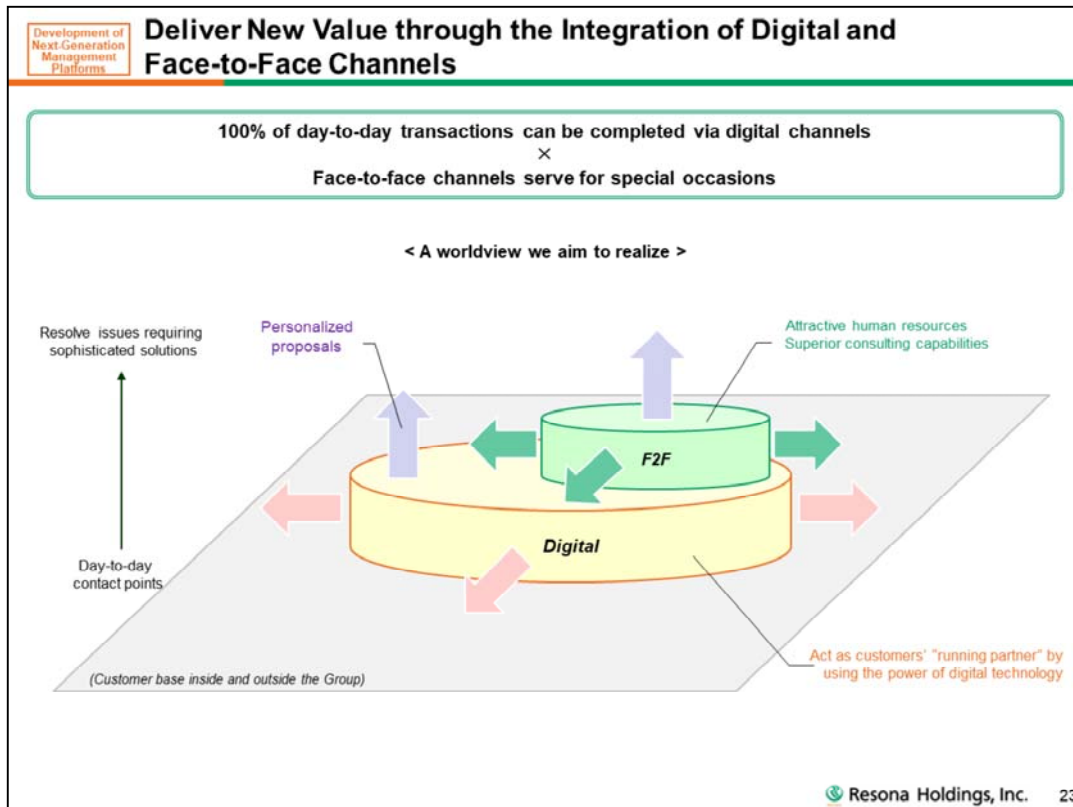 Development of
Next-Generation
Management
Platforms
Deliver New Value through the Integration of Digital and
Face-to-Face Channels
100% of day-to-day transactions can be completed via digital channels
×
Face-to-face channels serve for special occasions
< A worldview we aim to realize >
Resolve issues requiring
sophisticated solutions
Personalized
proposals
Attractive human resources
Superior consulting capabilities
F2F
Digital
Day-to-day
contact points
Act as customers' "running partner" by
using the power of digital technology
(Customer base inside and outside the Group)
Resona Holdings, Inc. 23